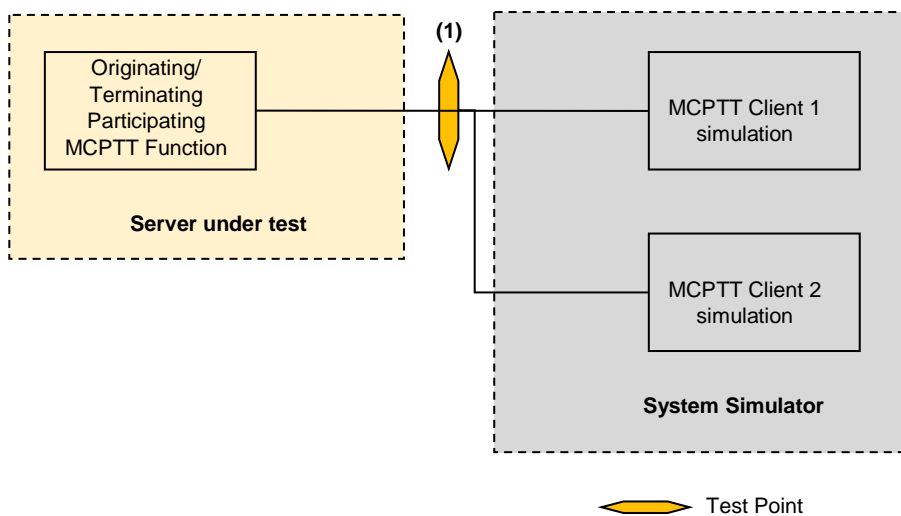 (1)
Originating/
Terminating
Participating
MCPTT Function
Server under test
MCPTT Client 1
simulation
MCPTT Client 2
simulation
System Simulator
Test Point